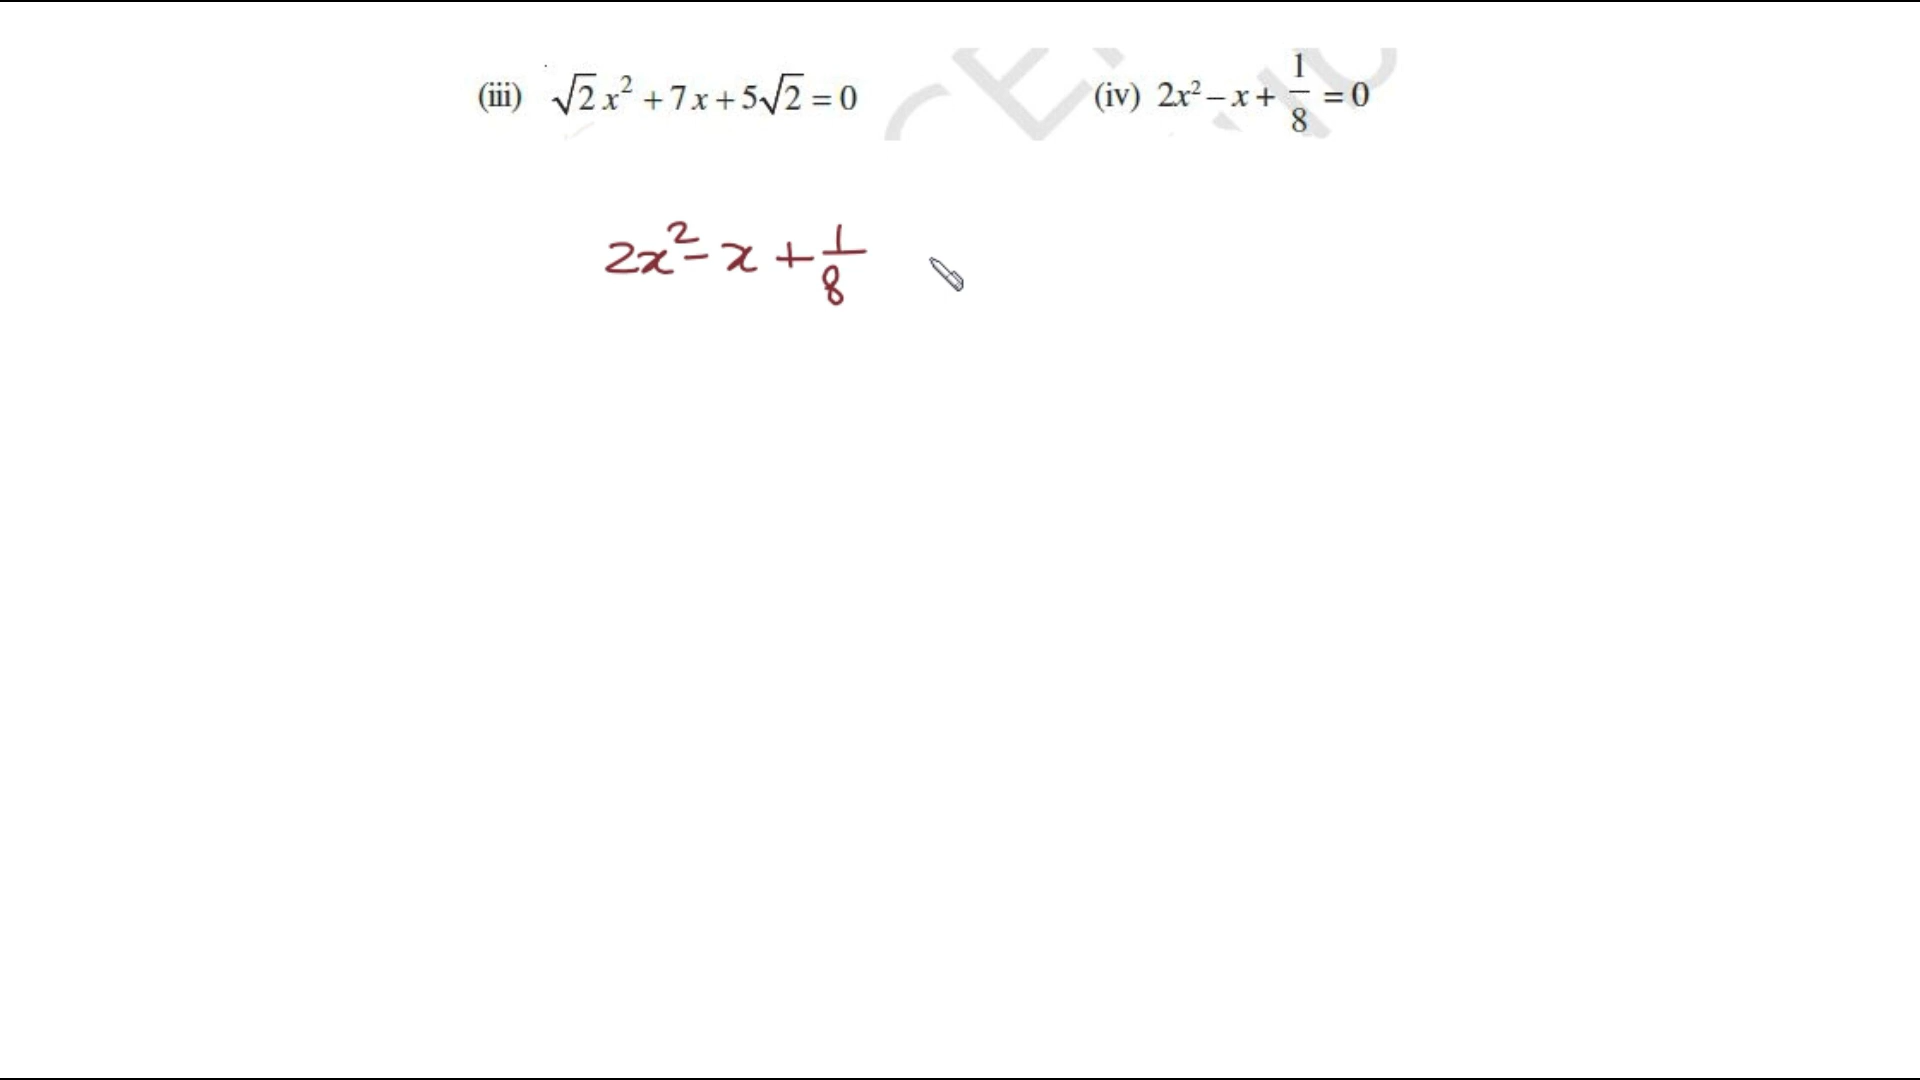 (iii) √2 x² + 7x + 5√2 = 0 (iv) 2x² – x + 1/8 = 0
2x² - x + 1/8